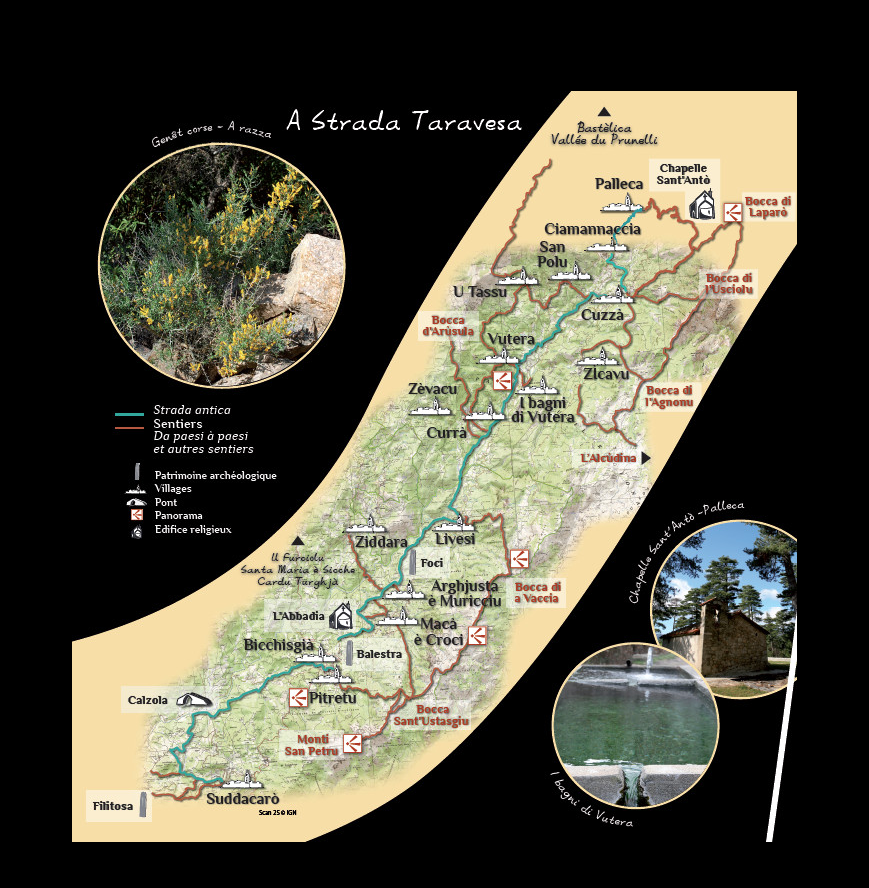 A Strada Taravesa
Genêt corse - A razza
Bastèlica
Vallée du Prunelli
Chapelle
Sant'Antò
Palleca
Bocca di
Laparò
Ciamannaccia
San
Polu
Bocca di
l'Usciolu
U Tassu
Cuzzà
Bocca
d'Arúsula
Vutera
Zicavu
Zèvacu
I bagni
di Vutera
Bocca di
l'Agnonu
Currà
L'Alcúdina
Strada antica
Sentiers
Da paesi à paesi
et autres sentiers
Patrimoine archéologique
Villages
Pont
Panorama
Edifice religieux
Ziddara
Livesi
Il Furciolu
Santa Maria è Sicche
Cardu Túrghjà
Foci
Arghjusta
è Muricciu
Bocca di
a Vaccia
L'Abbadia
Macà
è Croci
Bicchisgià
Balestra
Calzola
Pitretu
Bocca
Sant'Ustasgiu
Monti
San Petru
Filitosa
Suddacarò
Scan 25 © IGN
Chapelle Sant'Antò - Palleca
I bagni di Vutera